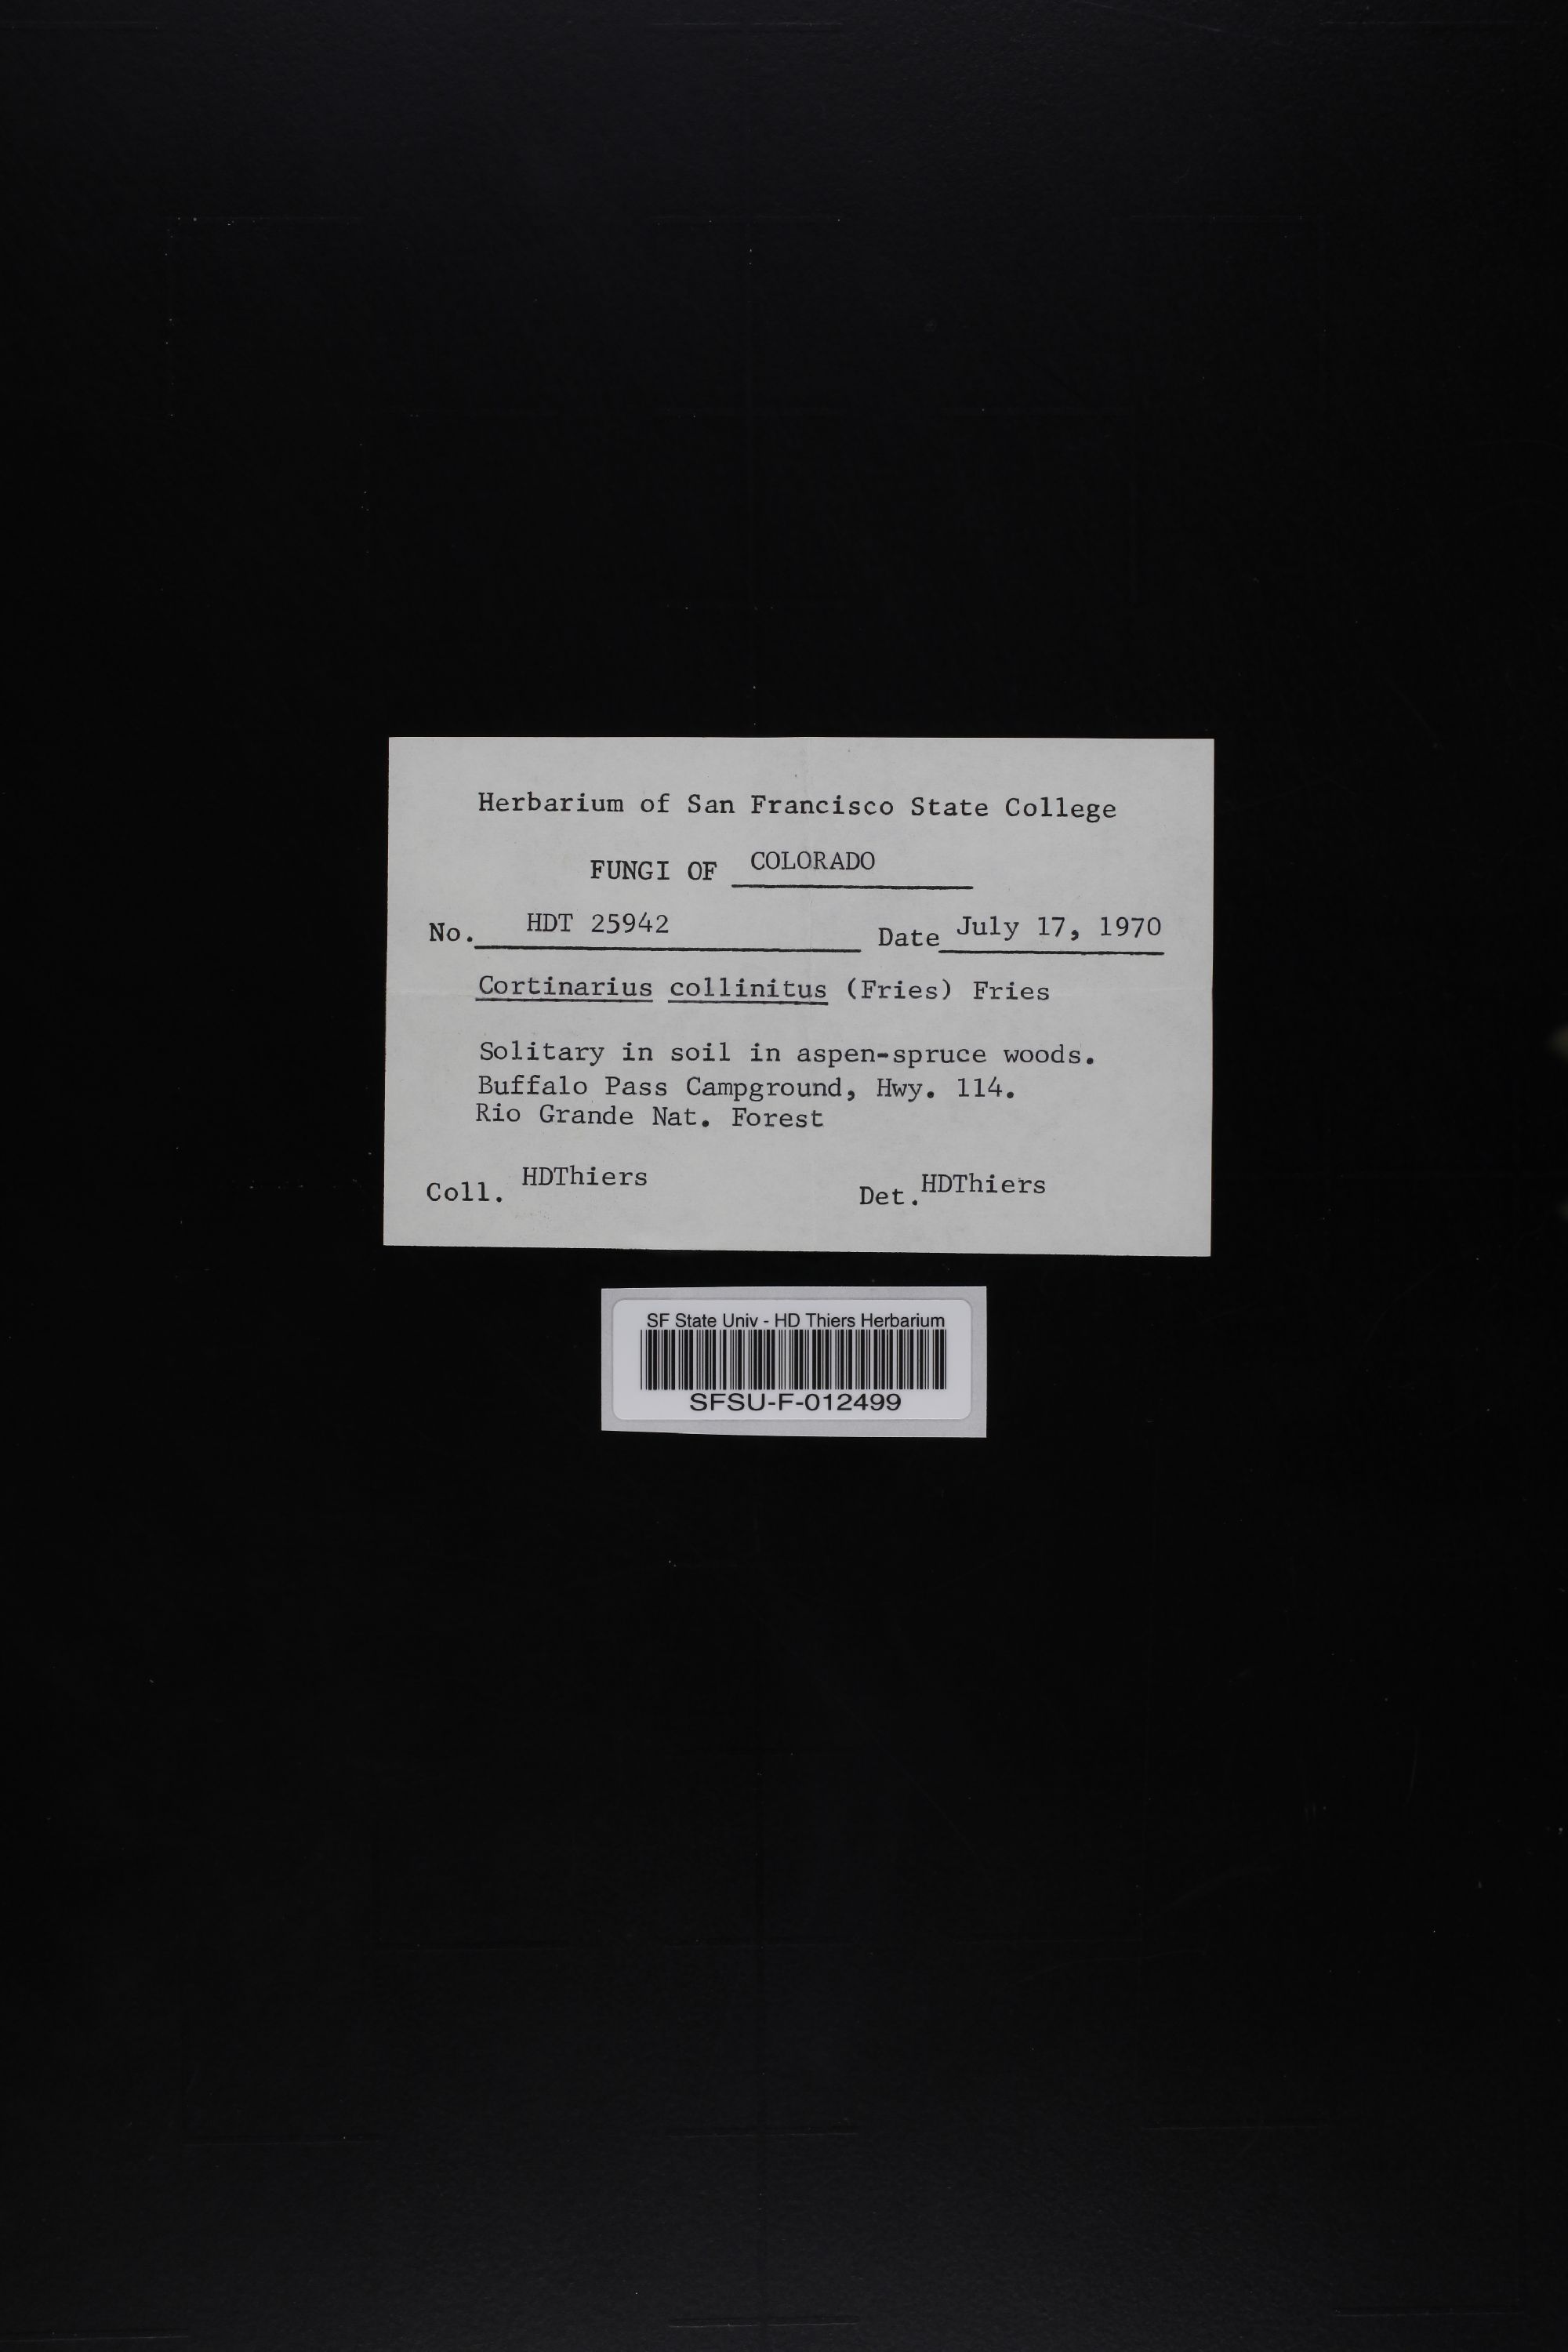 Herbarium of San Francisco State College
FUNGI OF COLORADO
No. HDT 25942 Date July 17, 1970
Cortinarius collinitus (Fries) Fries
Solitary in soil in aspen-spruce woods.
Buffalo Pass Campground, Hwy. 114.
Rio Grande Nat. Forest
Coll. HDThiers Det. HDThiers
SF State Univ - HD Thiers Herbarium
SFSU-F-012499